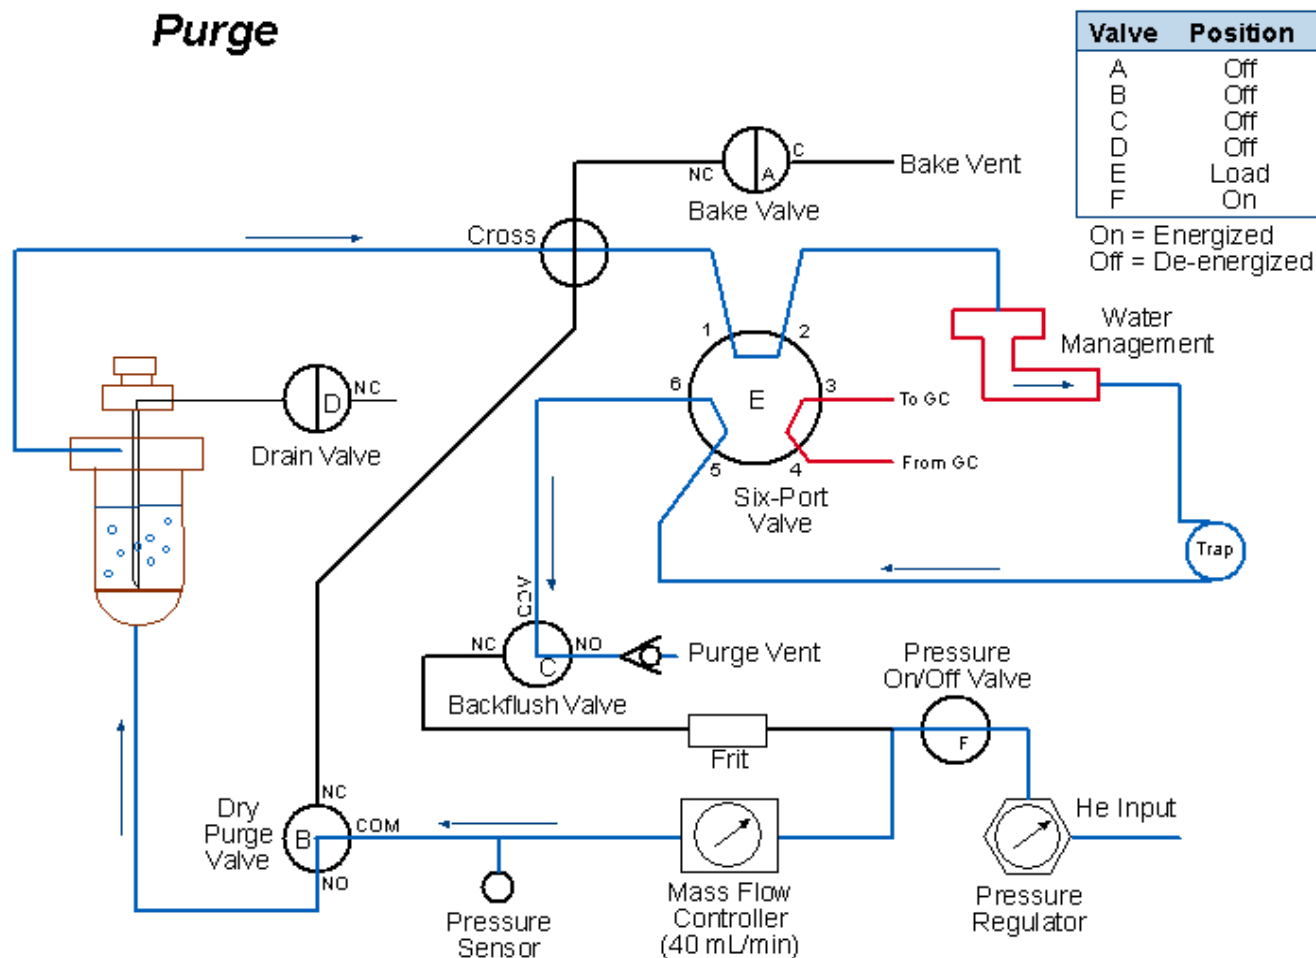 Purge
Valve Position
A Off
B Off
C Off
D Off
E Load
F On
On = Energized
Off = De-energized
C
NC
A
Bake Vent
Bake Valve
Cross
Water
Management
1
2
6
3
E
To GC
5
4
From GC
Six-Port
Valve
NC
D
Drain Valve
Trap
NC
NO
C
Purge Vent
Backflush Valve
Pressure
On/Off Valve
F
Frit
NC
Dry
Purge
Valve
B
COM
NO
He Input
Mass Flow
Controller
(40 mL/min)
Pressure
Sensor
Pressure
Regulator